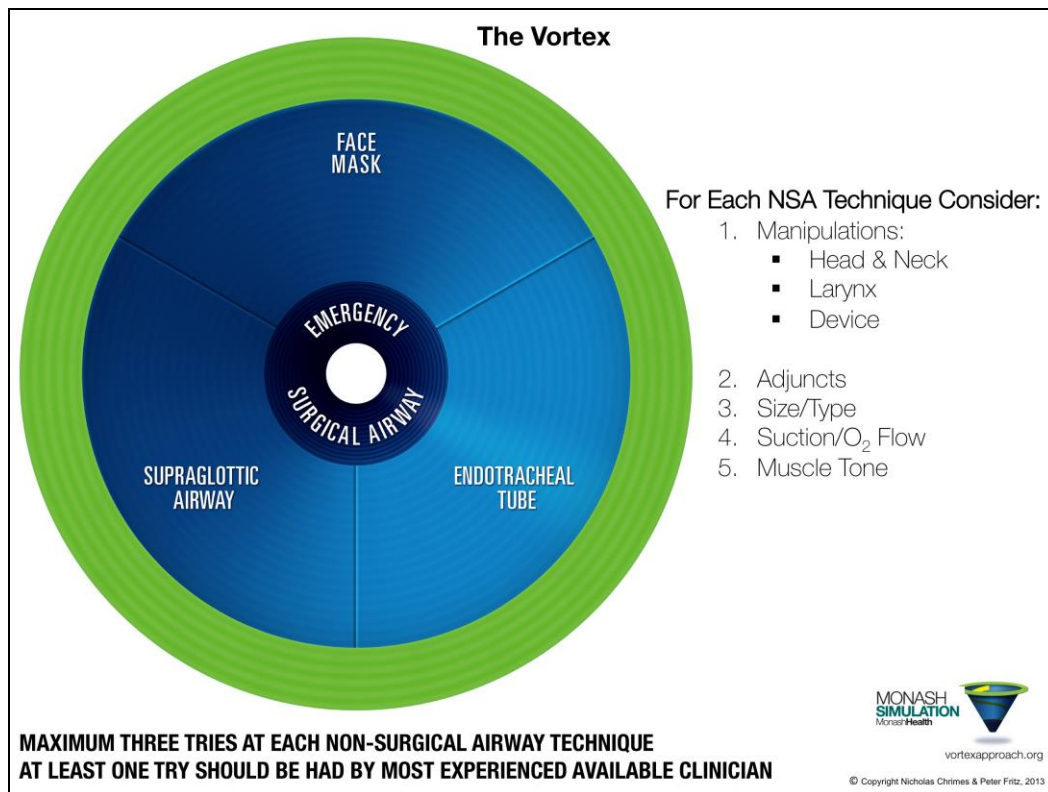 The Vortex
FACE
MASK
EMERGENCY
SURGICAL AIRWAY
SUPRAGLOTTIC
AIRWAY
ENDOTRACHEAL
TUBE
For Each NSA Technique Consider:
1. Manipulations:
▪ Head & Neck
▪ Larynx
▪ Device
2. Adjuncts
3. Size/Type
4. Suction/O₂ Flow
5. Muscle Tone
MAXIMUM THREE TRIES AT EACH NON-SURGICAL AIRWAY TECHNIQUE
AT LEAST ONE TRY SHOULD BE HAD BY MOST EXPERIENCED AVAILABLE CLINICIAN
MONASH
SIMULATION
MonashHealth
vortexapproach.org
© Copyright Nicholas Chrimes & Peter Fritz, 2013